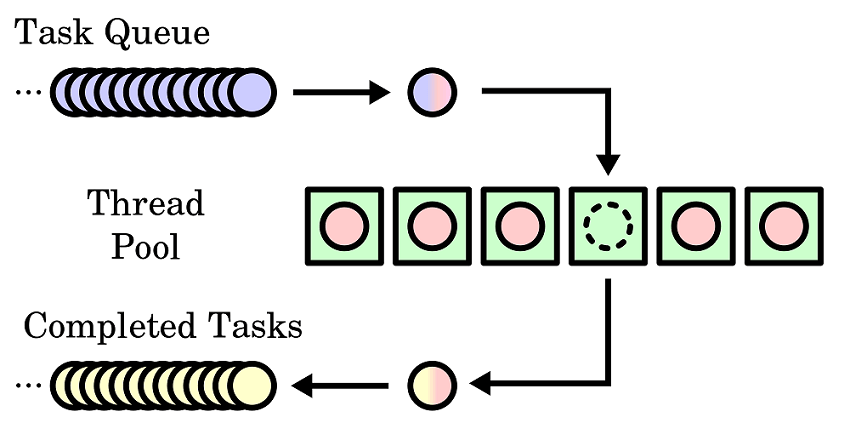 Task Queue
...
Thread
Pool
Completed Tasks
...